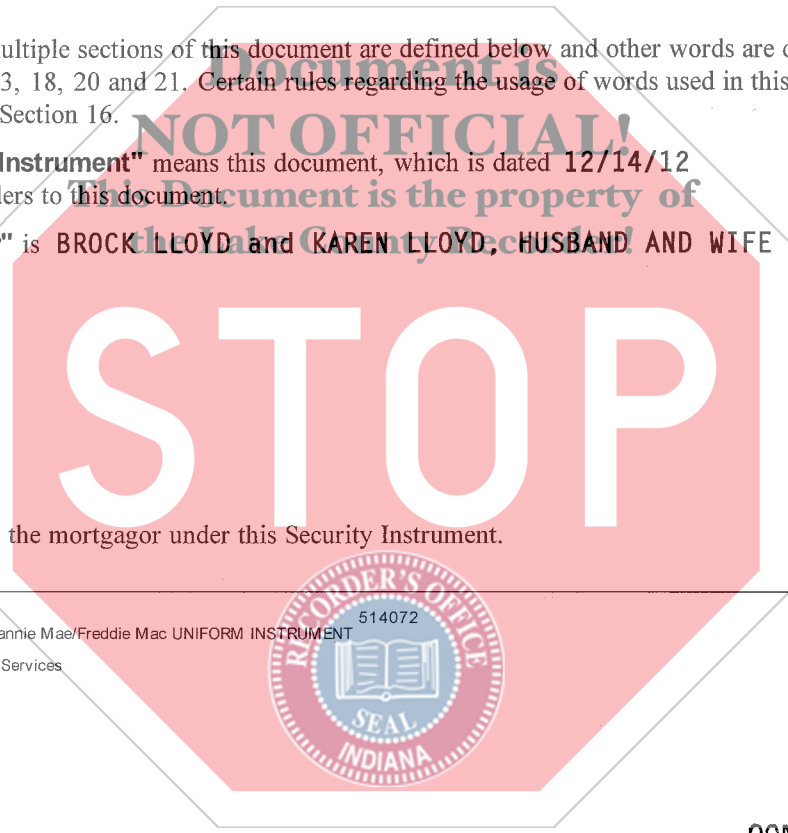 ultiple sections of this document are defined below and other words are
Document is
3, 18, 20 and 21. Certain rules regarding the usage of words used in this
Section 16.
NOT OFFICIAL!
Instrument" means this document, which is dated 12/14/12
This Document is the property of
lers to this document.
" is BROCK LLOYD and KAREN LLOYD, HUSBAND AND WIFE
the Lake County Recorder!
STOP
the mortgagor under this Security Instrument.
514072
annie Mae/Freddie Mac UNIFORM INSTRUMENT
Services
RECORDER'S OFFICE
SEAL
INDIANA